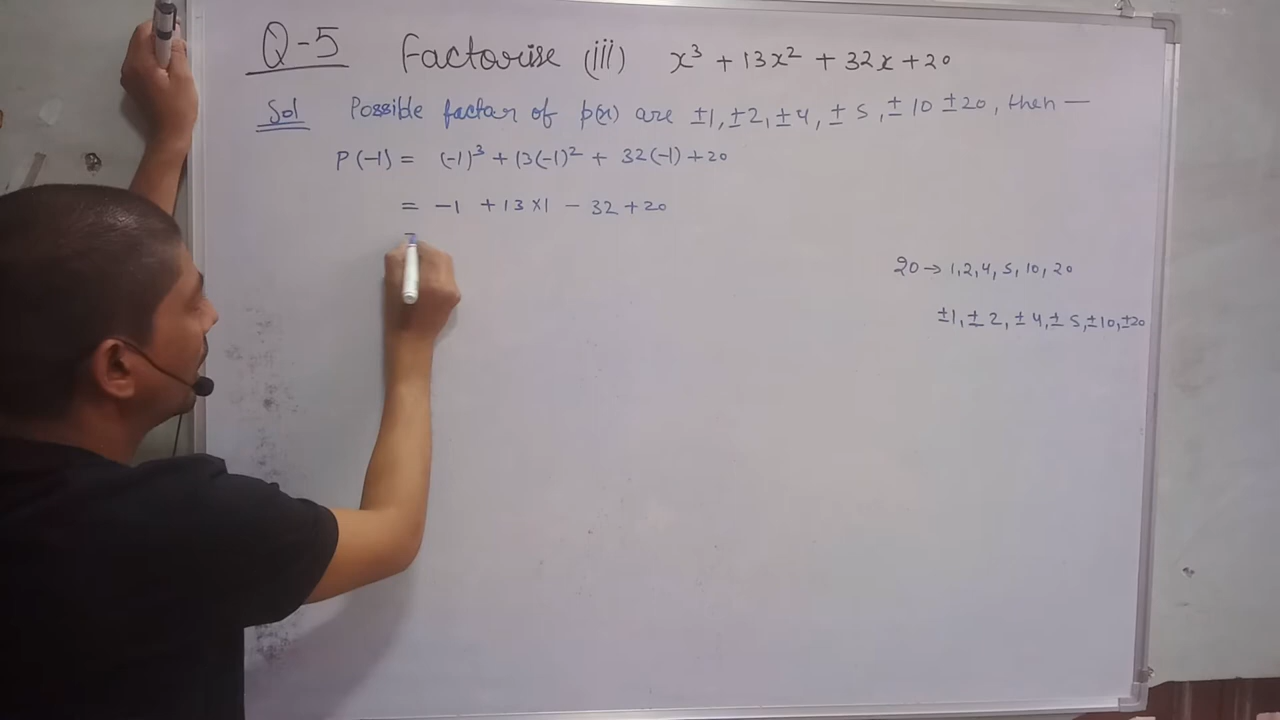 Q-5 Factorise (iii) x³ + 13x² + 32x + 20
Sol Possible factor of p(x) are ±1, ±2, ±4, ±5, ±10 ±20, then —
P(-1) = (-1)³ + 13(-1)² + 32(-1) + 20
= -1 + 13×1 - 32 + 20
=
20 → 1, 2, 4, 5, 10, 20
±1, ±2, ±4, ±5, ±10, ±20